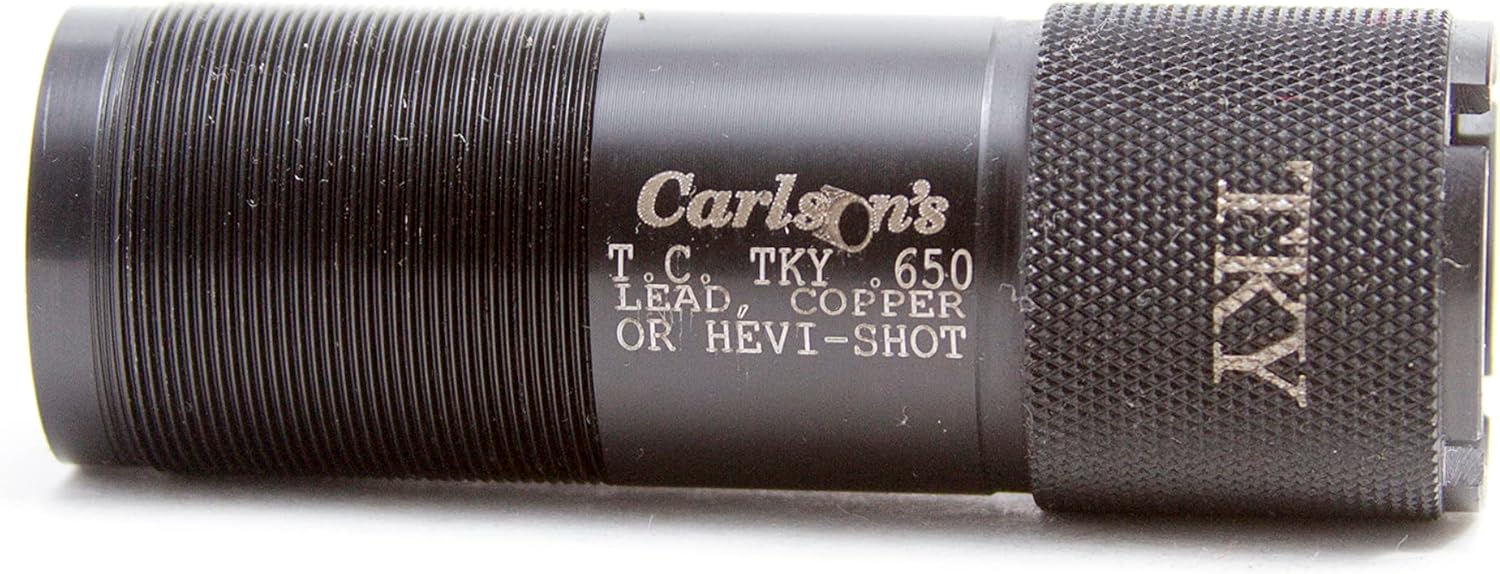 Carlson's
T.C. TKY .650
LEAD, COPPER
OR HEVI-SHOT
TKY